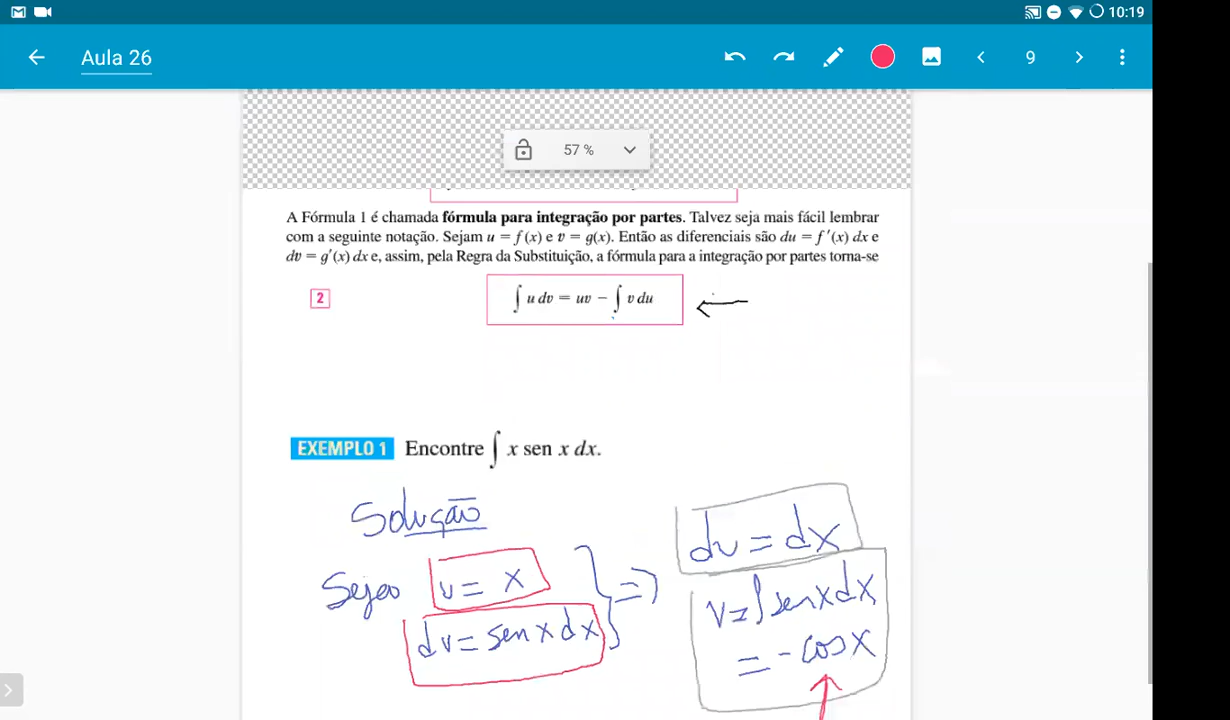 10:19
Aula 26
9
57 %
A Fórmula 1 é chamada fórmula para integração por partes. Talvez seja mais fácil lembrar
com a seguinte notação. Sejam u = f(x) e v = g(x). Então as diferenciais são du = f′(x) dx e
dv = g′(x) dx e, assim, pela Regra da Substituição, a fórmula para a integração por partes torna-se
2
∫ u dv = uv − ∫ v du
EXEMPLO 1 Encontre ∫ x sen x dx.
Solução
Sejam u = x
dv = sen x dx
} =>
du = dx
v = ∫ sen x dx
= - cos x